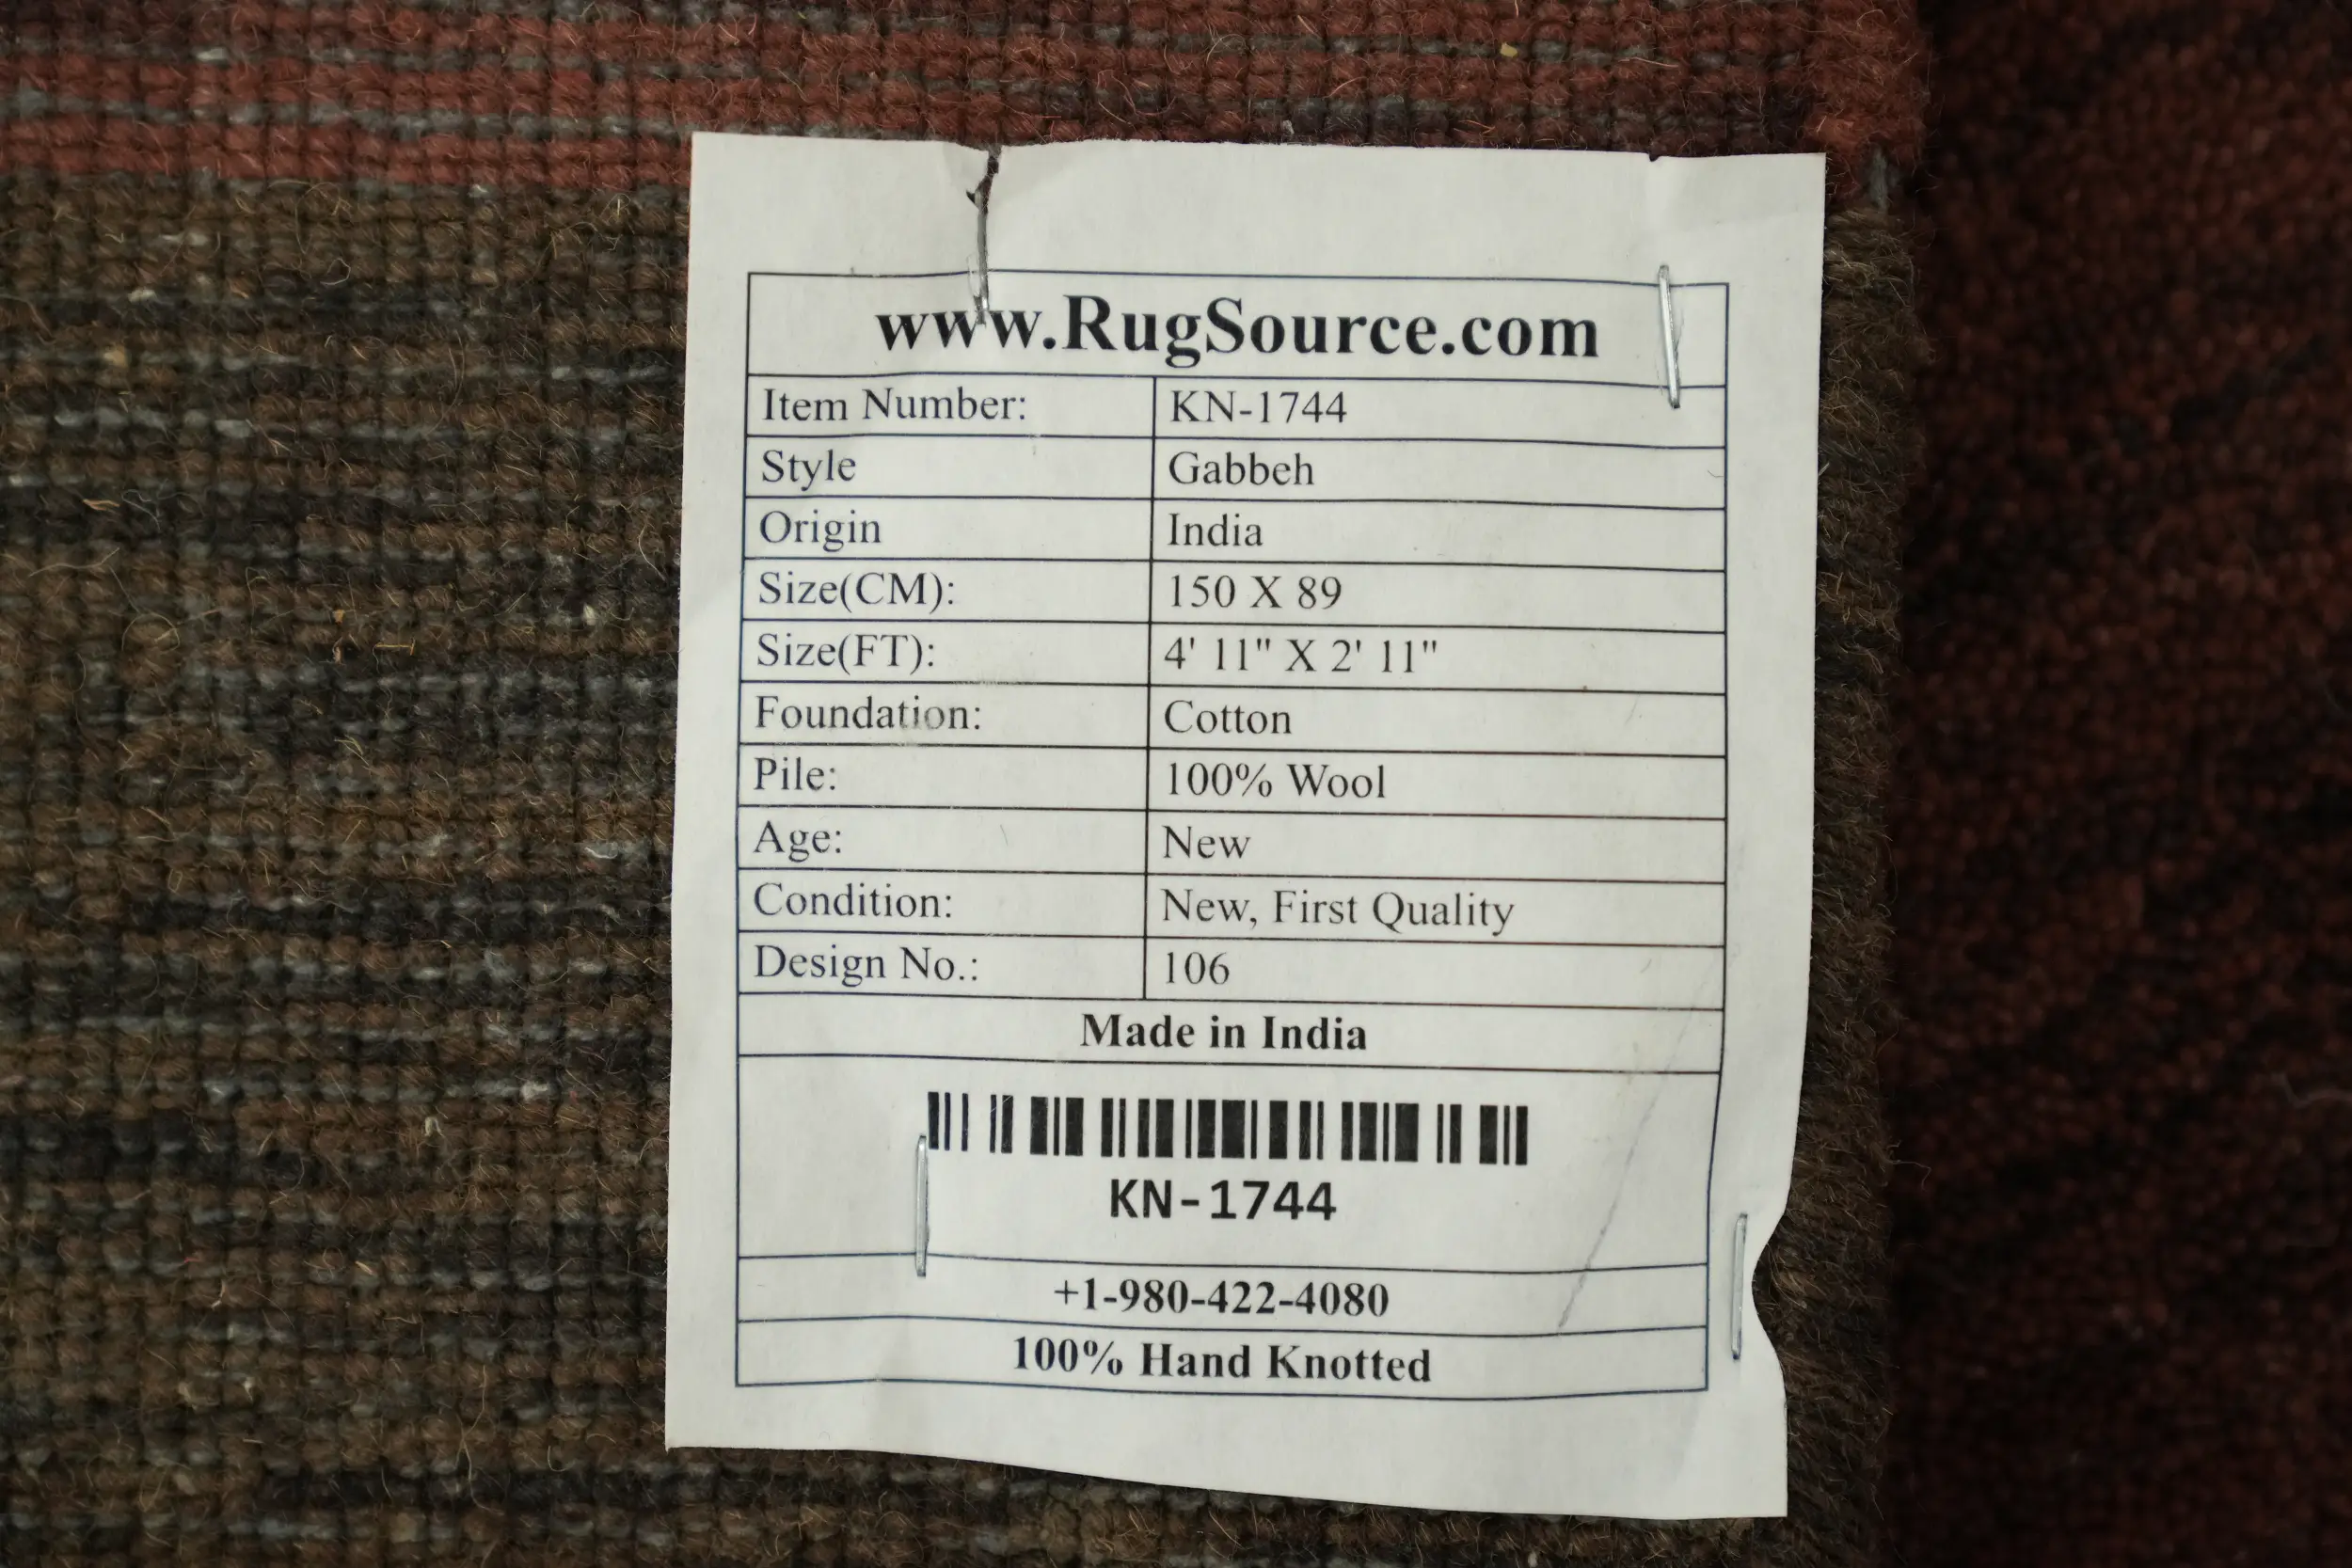 www.RugSource.com
Item Number: KN-1744
Style Gabbeh
Origin India
Size(CM): 150 X 89
Size(FT): 4' 11" X 2' 11"
Foundation: Cotton
Pile: 100% Wool
Age: New
Condition: New, First Quality
Design No.: 106
Made in India
KN-1744
+1-980-422-4080
100% Hand Knotted